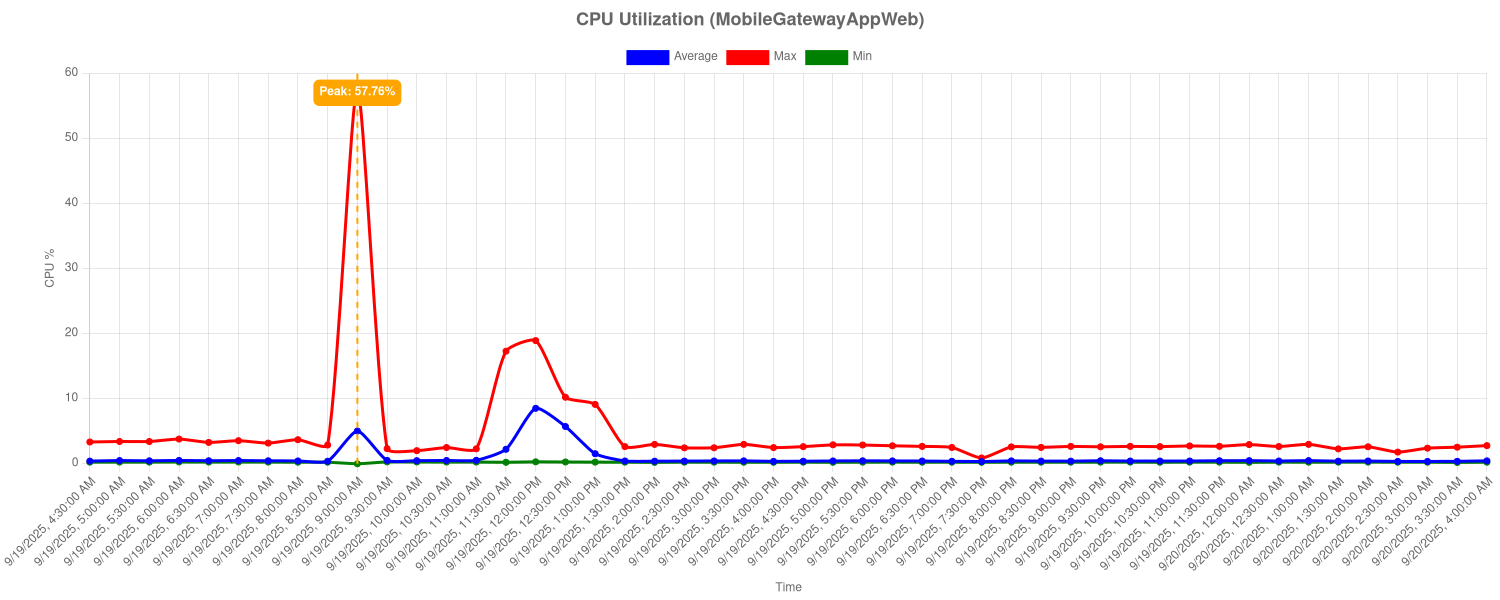 CPU Utilization (MobileGatewayAppWeb)
Average Max Min
Peak: 57.76%
60
50
40
30
20
10
0
CPU %
9/19/2025, 4:30:00 AM
9/19/2025, 5:00:00 AM
9/19/2025, 5:30:00 AM
9/19/2025, 6:00:00 AM
9/19/2025, 6:30:00 AM
9/19/2025, 7:00:00 AM
9/19/2025, 7:30:00 AM
9/19/2025, 8:00:00 AM
9/19/2025, 8:30:00 AM
9/19/2025, 9:00:00 AM
9/19/2025, 9:30:00 AM
9/19/2025, 10:00:00 AM
9/19/2025, 10:30:00 AM
9/19/2025, 11:00:00 AM
9/19/2025, 11:30:00 AM
9/19/2025, 12:00:00 PM
9/19/2025, 12:30:00 PM
9/19/2025, 1:00:00 PM
9/19/2025, 1:30:00 PM
9/19/2025, 2:00:00 PM
9/19/2025, 2:30:00 PM
9/19/2025, 3:00:00 PM
9/19/2025, 3:30:00 PM
9/19/2025, 4:00:00 PM
9/19/2025, 4:30:00 PM
9/19/2025, 5:00:00 PM
9/19/2025, 5:30:00 PM
9/19/2025, 6:00:00 PM
9/19/2025, 6:30:00 PM
9/19/2025, 7:00:00 PM
9/19/2025, 7:30:00 PM
9/19/2025, 8:00:00 PM
9/19/2025, 8:30:00 PM
9/19/2025, 9:00:00 PM
9/19/2025, 9:30:00 PM
9/19/2025, 10:00:00 PM
9/19/2025, 10:30:00 PM
9/19/2025, 11:00:00 PM
9/19/2025, 11:30:00 PM
9/20/2025, 12:00:00 AM
9/20/2025, 12:30:00 AM
9/20/2025, 1:00:00 AM
9/20/2025, 1:30:00 AM
9/20/2025, 2:00:00 AM
9/20/2025, 2:30:00 AM
9/20/2025, 3:00:00 AM
9/20/2025, 3:30:00 AM
9/20/2025, 4:00:00 AM
Time